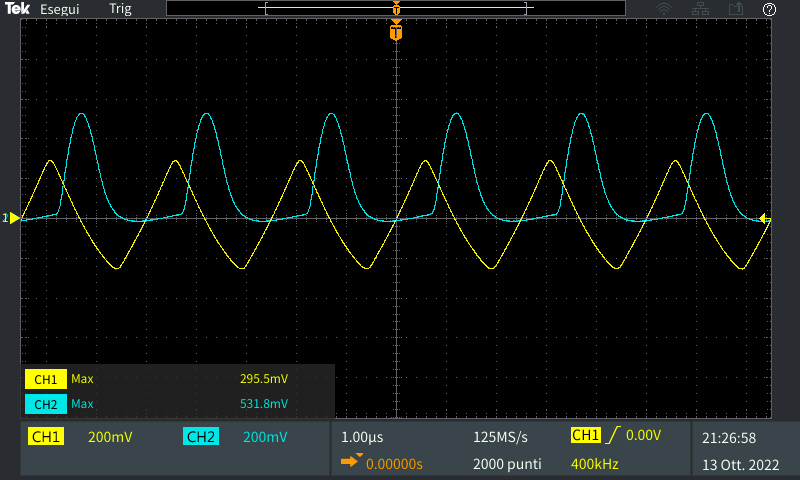 Tek Esegui Trig
T
T
1
CH1 Max 295.5mV
CH2 Max 531.8mV
CH1 200mV CH2 200mV 1.00µs 125MS/s CH1 0.00V 21:26:58
0.00000s 2000 punti 400kHz 13 Ott. 2022